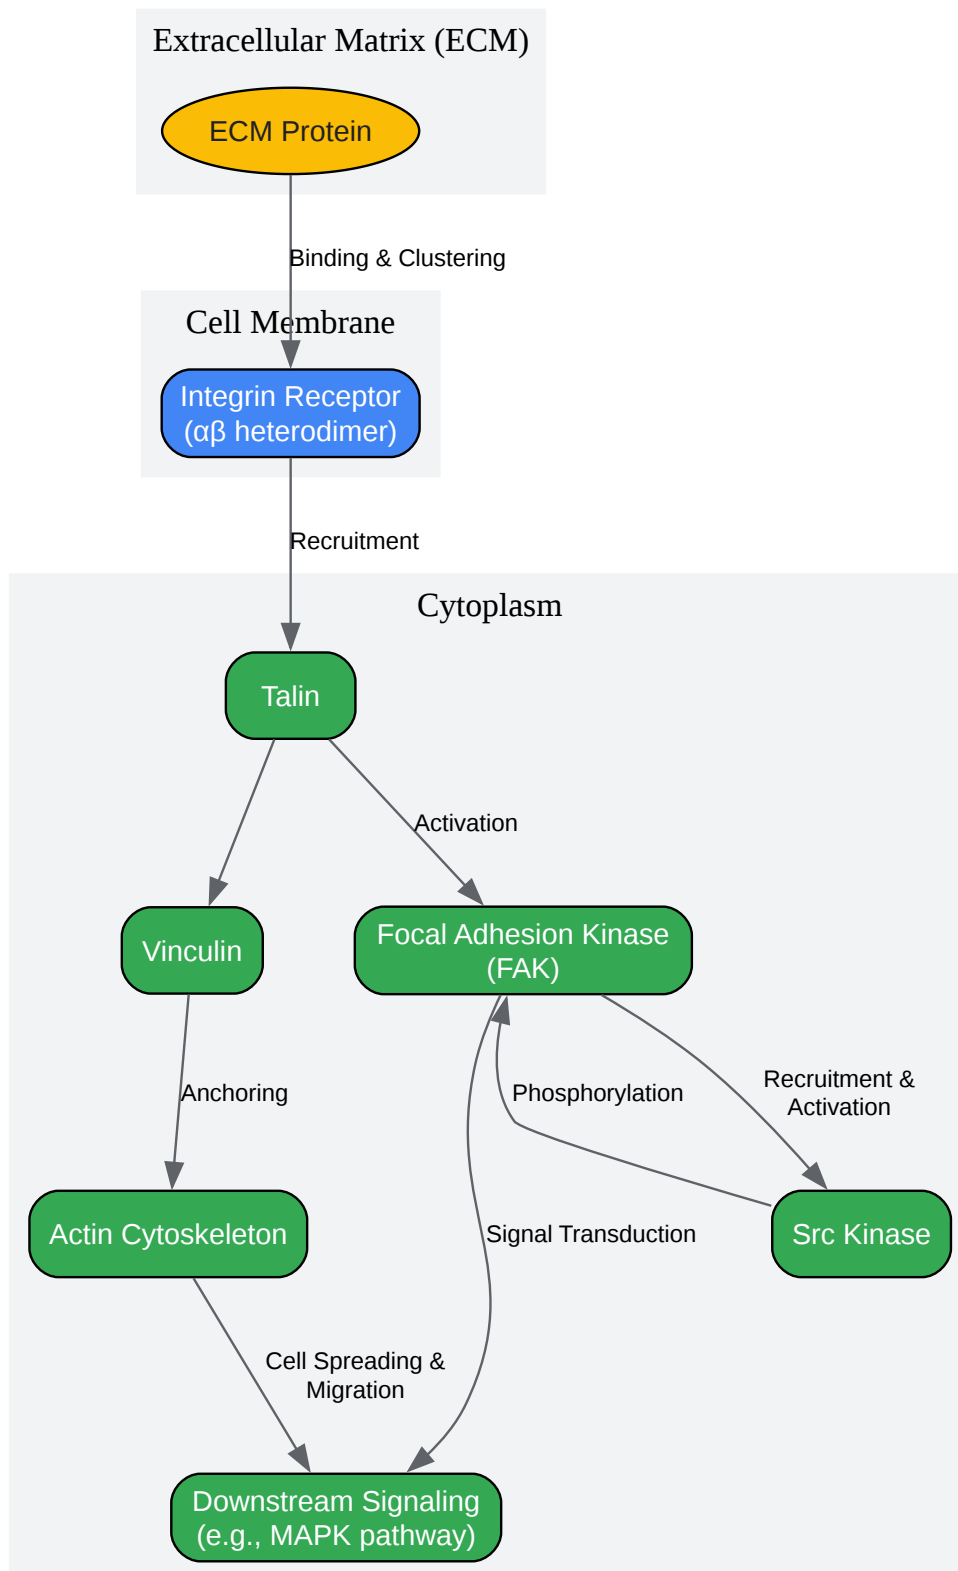 Extracellular Matrix (ECM)
ECM Protein
Binding & Clustering
Cell Membrane
Integrin Receptor
(αβ heterodimer)
Recruitment
Cytoplasm
Talin
Activation
Vinculin
Focal Adhesion Kinase
(FAK)
Anchoring
Phosphorylation
Recruitment &
Activation
Actin Cytoskeleton
Signal Transduction
Src Kinase
Cell Spreading &
Migration
Downstream Signaling
(e.g., MAPK pathway)